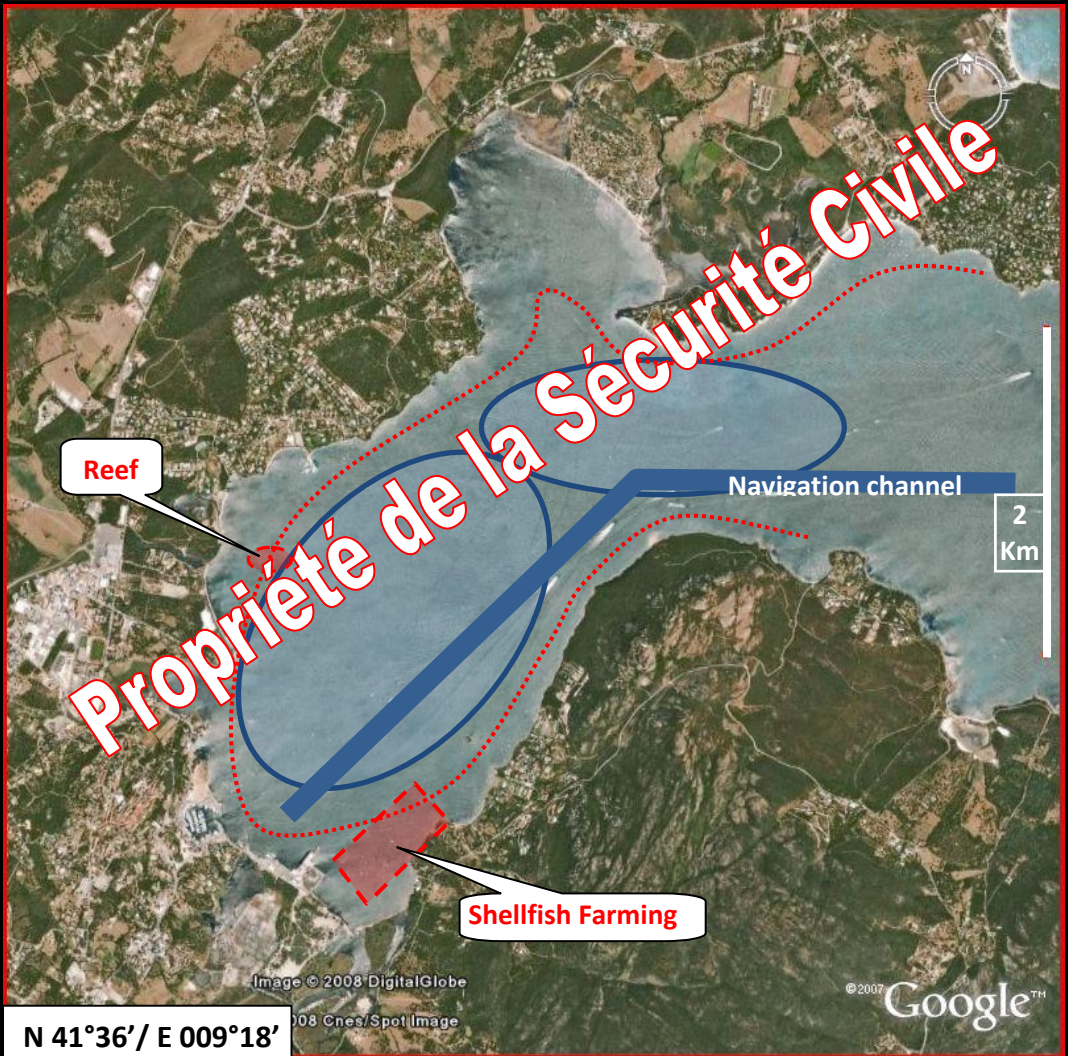 N
Propriété de la Sécurité Civile
Reef
Navigation channel
2
Km
Shellfish Farming
Image © 2008 DigitalGlobe
©2007 Google™
08 Cnes/Spot Image
N 41°36’/ E 009°18’